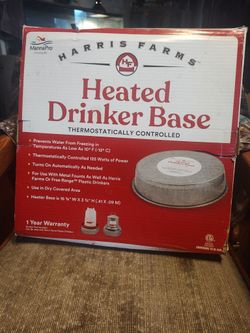 MannaPro
HARRIS FARMS
HF
Heated
Drinker Base
THERMOSTATICALLY CONTROLLED
• Prevents Water From Freezing in
Temperatures As Low As 10° F (-12° C)
• Thermostatically Controlled 125 Watts of Power
• Turns On Automatically As Needed
• For Use With Metal Founts As Well As Harris
Farms Or Free Range™ Plastic Drinkers
• Use in Dry Covered Area
1 Year Warranty